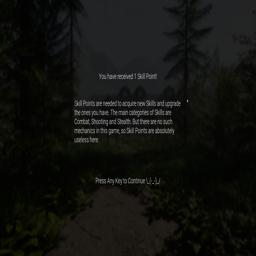 You have received 1 Skill Point!
Skill Points are needed to acquire new Skills and upgrade
the ones you have. The main categories of Skills are
Combat, Shooting and Stealth. But there are no such
mechanics in this game, so Skill Points are absolutely
useless here.
Press Any Key to Continue \_(-_-)_/